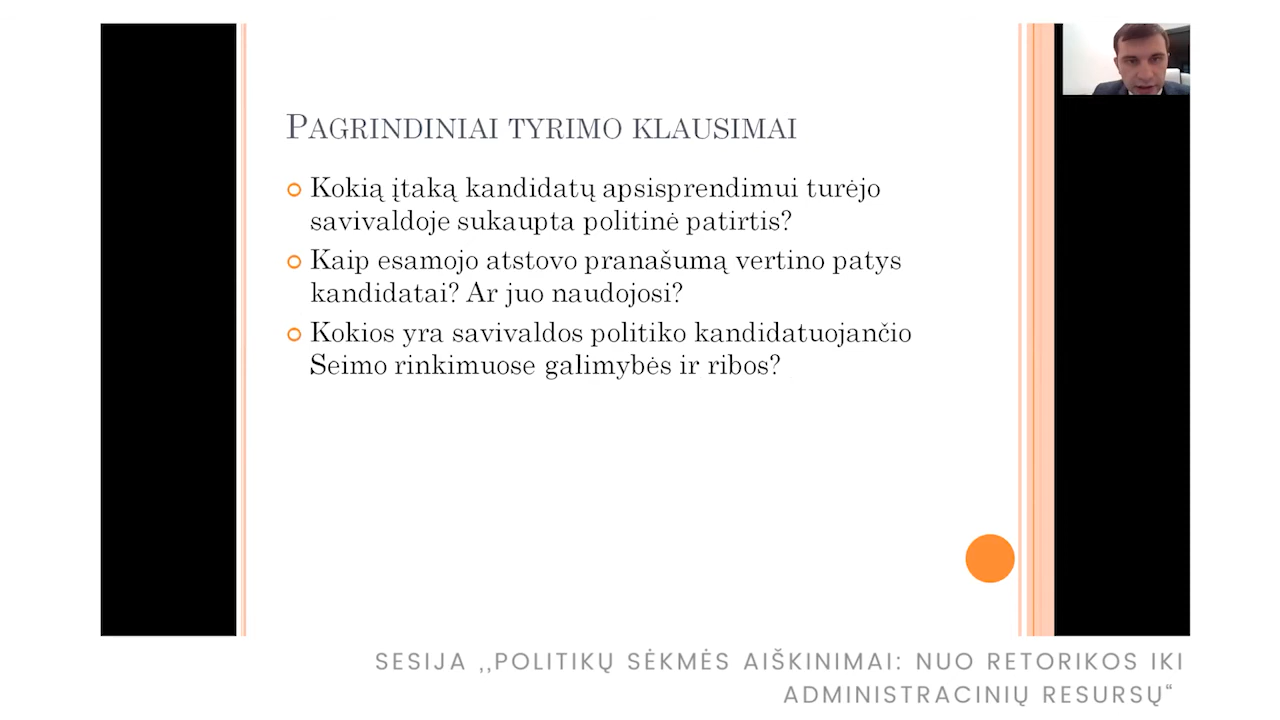 PAGRINDINIAI TYRIMO KLAUSIMAI
Kokią įtaką kandidatų apsisprendimui turėjo
savivaldoje sukaupta politinė patirtis?
Kaip esamojo atstovo pranašumą vertino patys
kandidatai? Ar juo naudojosi?
Kokios yra savivaldos politiko kandidatuojančio
Seimo rinkimuose galimybės ir ribos?
SESIJA ,,POLITIKŲ SĖKMĖS AIŠKINIMAI: NUO RETORIKOS IKI
ADMINISTRACINIŲ RESURSŲ“